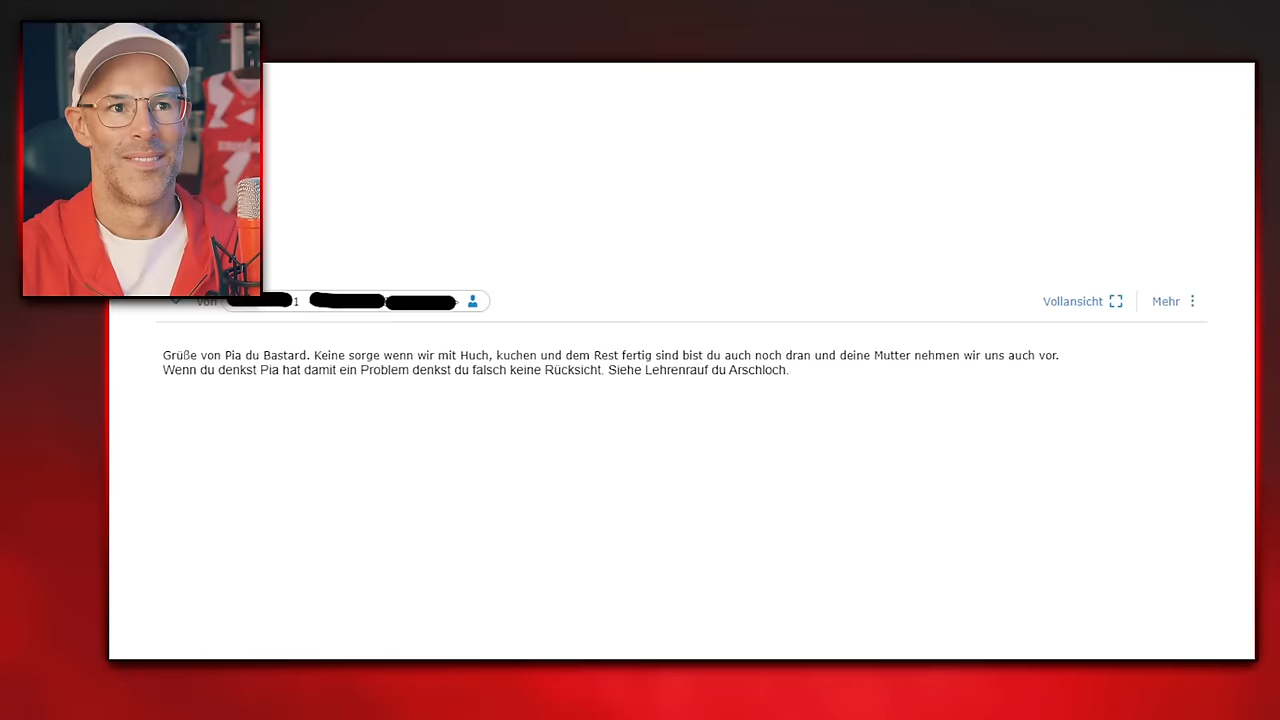 von 1
Vollansicht
Mehr
Grüße von Pia du Bastard. Keine sorge wenn wir mit Huch, kuchen und dem Rest fertig sind bist du auch noch dran und deine Mutter nehmen wir uns auch vor.
Wenn du denkst Pia hat damit ein Problem denkst du falsch keine Rücksicht. Siehe Lehrenrauf du Arschloch.